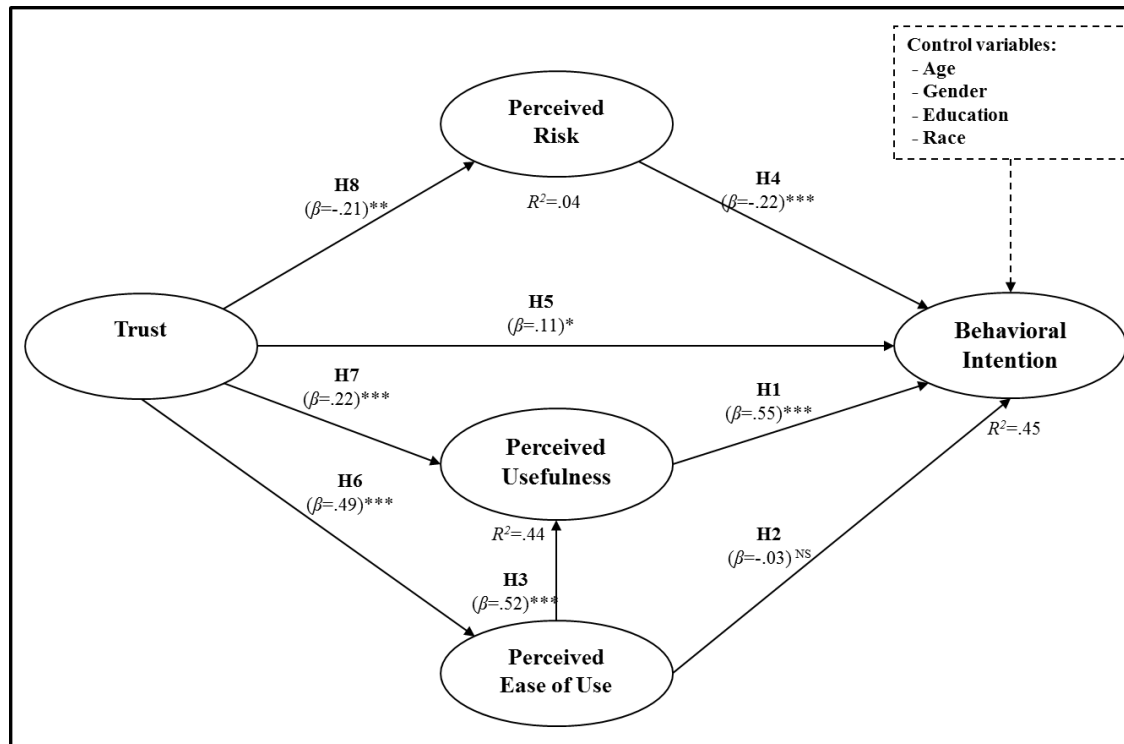 Control variables:
- Age
- Gender
- Education
- Race
Perceived
Risk
H8
(β=-.21)**
R²=.04
H4
(β=-.22)***
Trust
H5
(β=.11)*
Behavioral
Intention
H7
(β=.22)***
H1
(β=.55)***
R²=.45
Perceived
Usefulness
H6
(β=.49)***
R²=.44
H2
(β=-.03) NS
H3
(β=.52)***
Perceived
Ease of Use